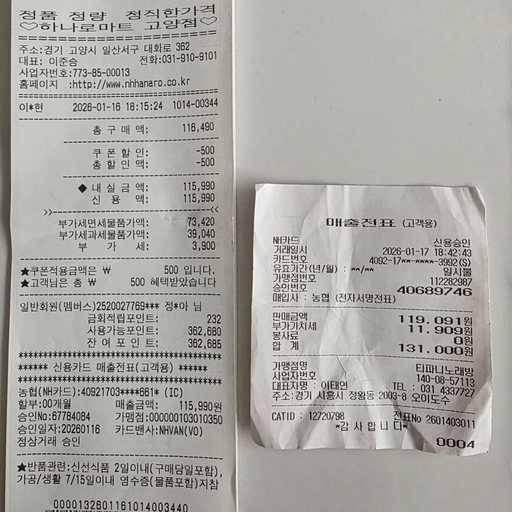 정품 정량 정직한가격
♡하나로마트 고양점♡
주소:경기 고양시 일산서구 대화로 362
대표: 이준승 전화:031-910-9101
사업자번호:773-85-00013
홈페이지 :http://www.nhhanaro.co.kr
이*현 2026-01-16 18:15:24 1014-00344
총 구 매 액: 116,490
쿠 폰 할 인: -500
총 할 인 액: -500
◆ 내 실 금 액: 115,990
신 용 액: 115,990
부가세면세물품가액: 73,420
부가세과세물품가액: 39,040
부 가 세: 3,900
★쿠폰적용금액은 ₩ 500 입니다.
★고객님은 총 ₩ 500 혜택받았습니다
일반회원(멤버스)2520027769*** 정*아 님
금회적립포인트: 232
사용가능포인트: 362,680
잔 여 포 인 트: 362,685
***** 신용카드 매출전표(고객용) *****
농협(NH카드):40921703****661* (IC)
할부:00개월 매출금액: 115,990원
승인No:67784084 가맹점:000000103010350
승인일자:20260116 카드밴사:NHVAN(VO)
정상거래 승인
★반품관련:신선식품 2일이내(구매당일포함),
가공/생활 7/15일이내 영수증(물품포함)지참
0000132601161014003440
매출전표 (고객용)
NH카드 신용승인
거래일시 2026-01-17 18:42:43
카드번호 4092-17**-****-3992(S)
유효기간(년/월) : **/** 일시불
가맹점번호 112282987
승인번호 40689746
매입사 : 농협 (전자서명전표)
판매금액 119,091원
부가가치세 11,909원
봉사료 0원
합 계 131,000원
가맹점명 티파니노래방
사업자번호 140-08-57113
대표자명 : 이태연 TEL : 031 4337727
주소:경기 시흥시 정왕동 2003-8 오이도수
CATID : 12720798 전표No 2601403011
*감 사 합 니 다*
0004